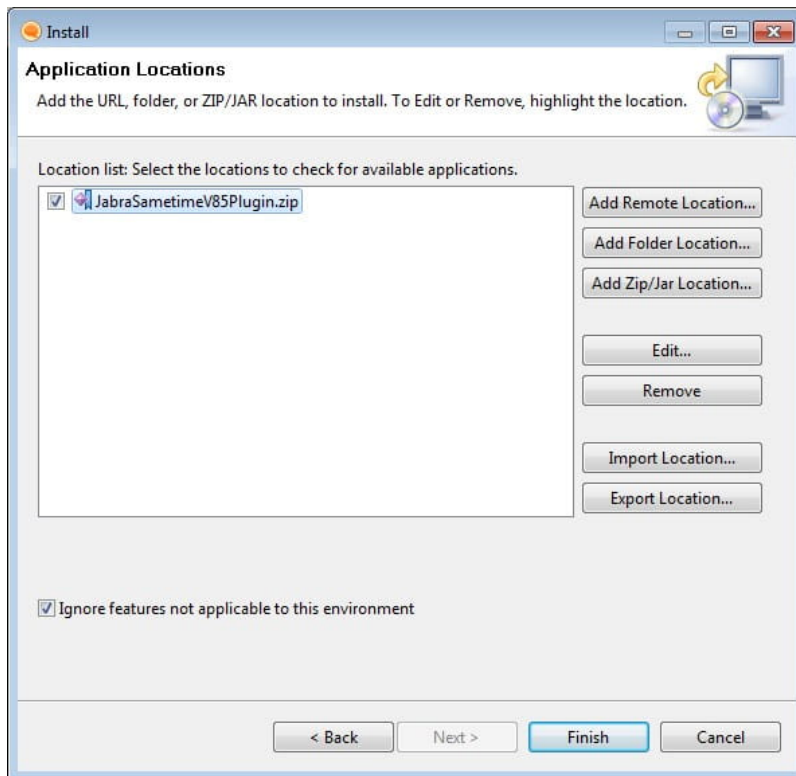 Install
Application Locations
Add the URL, folder, or ZIP/JAR location to install. To Edit or Remove, highlight the location.
Location list: Select the locations to check for available applications.
JabraSametimeV85Plugin.zip
Add Remote Location...
Add Folder Location...
Add Zip/Jar Location...
Edit...
Remove
Import Location...
Export Location...
Ignore features not applicable to this environment
< Back
Next >
Finish
Cancel